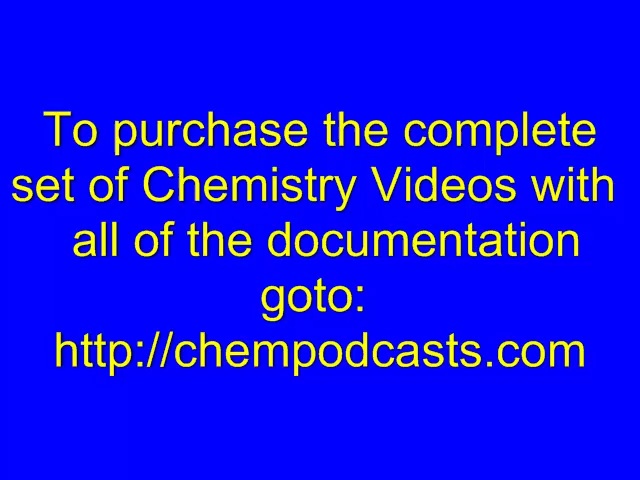 To purchase the complete
set of Chemistry Videos with
all of the documentation
goto:
http://chempodcasts.com